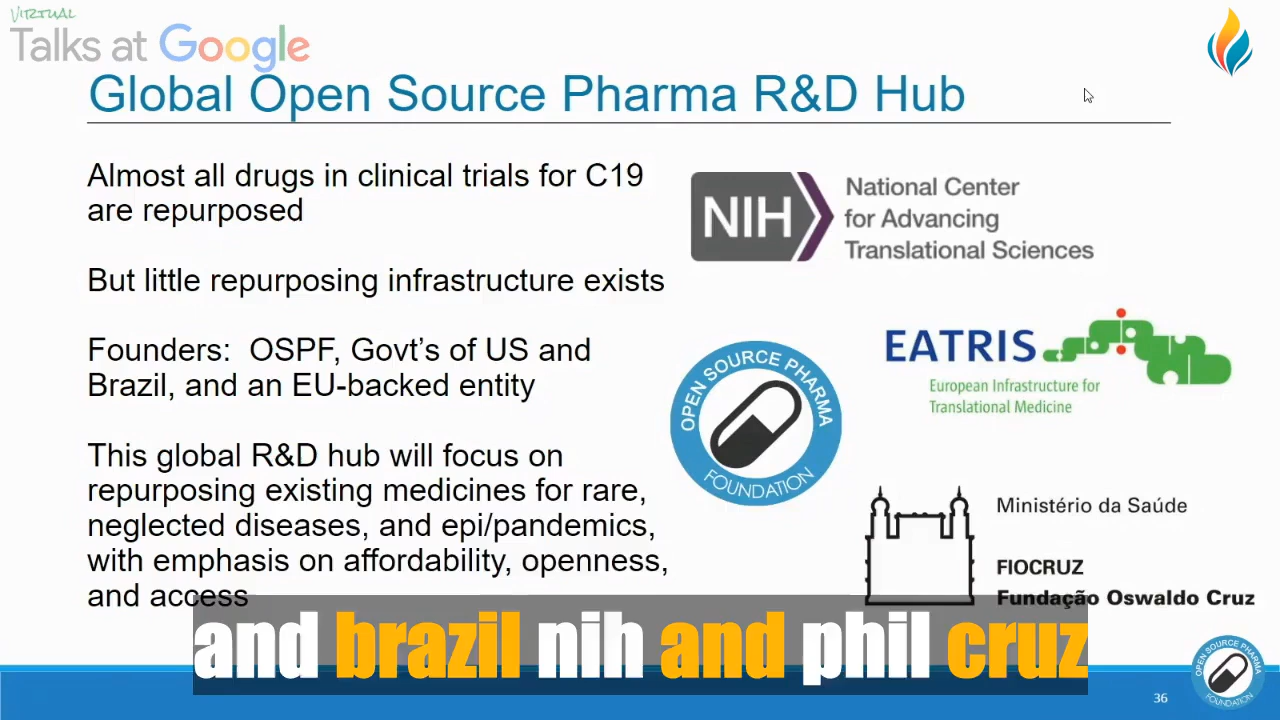 VIRTUAL
Talks at Google
Global Open Source Pharma R&D Hub
Almost all drugs in clinical trials for C19
are repurposed
But little repurposing infrastructure exists
Founders:  OSPF, Govt's of US and
Brazil, and an EU-backed entity
This global R&D hub will focus on
repurposing existing medicines for rare,
neglected diseases, and epi/pandemics,
with emphasis on affordability, openness,
and access
NIH
National Center
for Advancing
Translational Sciences
EATRIS
European Infrastructure for
Translational Medicine
OPEN SOURCE PHARMA
FOUNDATION
Ministério da Saúde
FIOCRUZ
Fundação Oswaldo Cruz
and brazil nih and phil cruz
36
OPEN SOURCE PHARMA
FOUNDATION